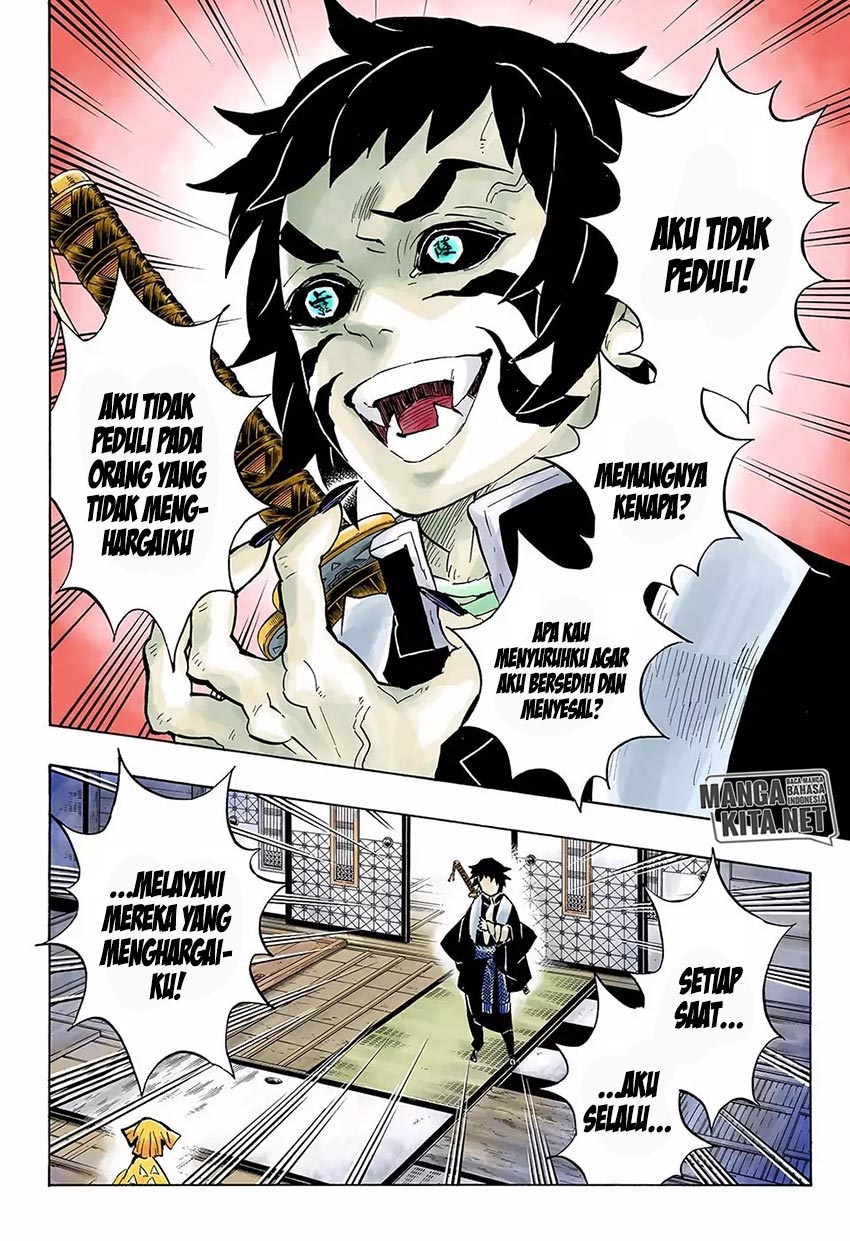 AKU TIDAK
PEDULI!
MEMANGNYA
KENAPA?
APA KAU
MENYURUHKU AGAR
AKU BERSEDIH DAN
MENYESAL?
AKU TIDAK
PEDULI PADA
ORANG YANG
TIDAK MENG-
HARGAIKU
MANGA
BACA MANGA
BAHASA
INDONESIA
KITA.NET
SETIAP
SAAT...
...AKU
SELALU...
...MELAYANI
MEREKA YANG
MENGHARGAI-
KU!